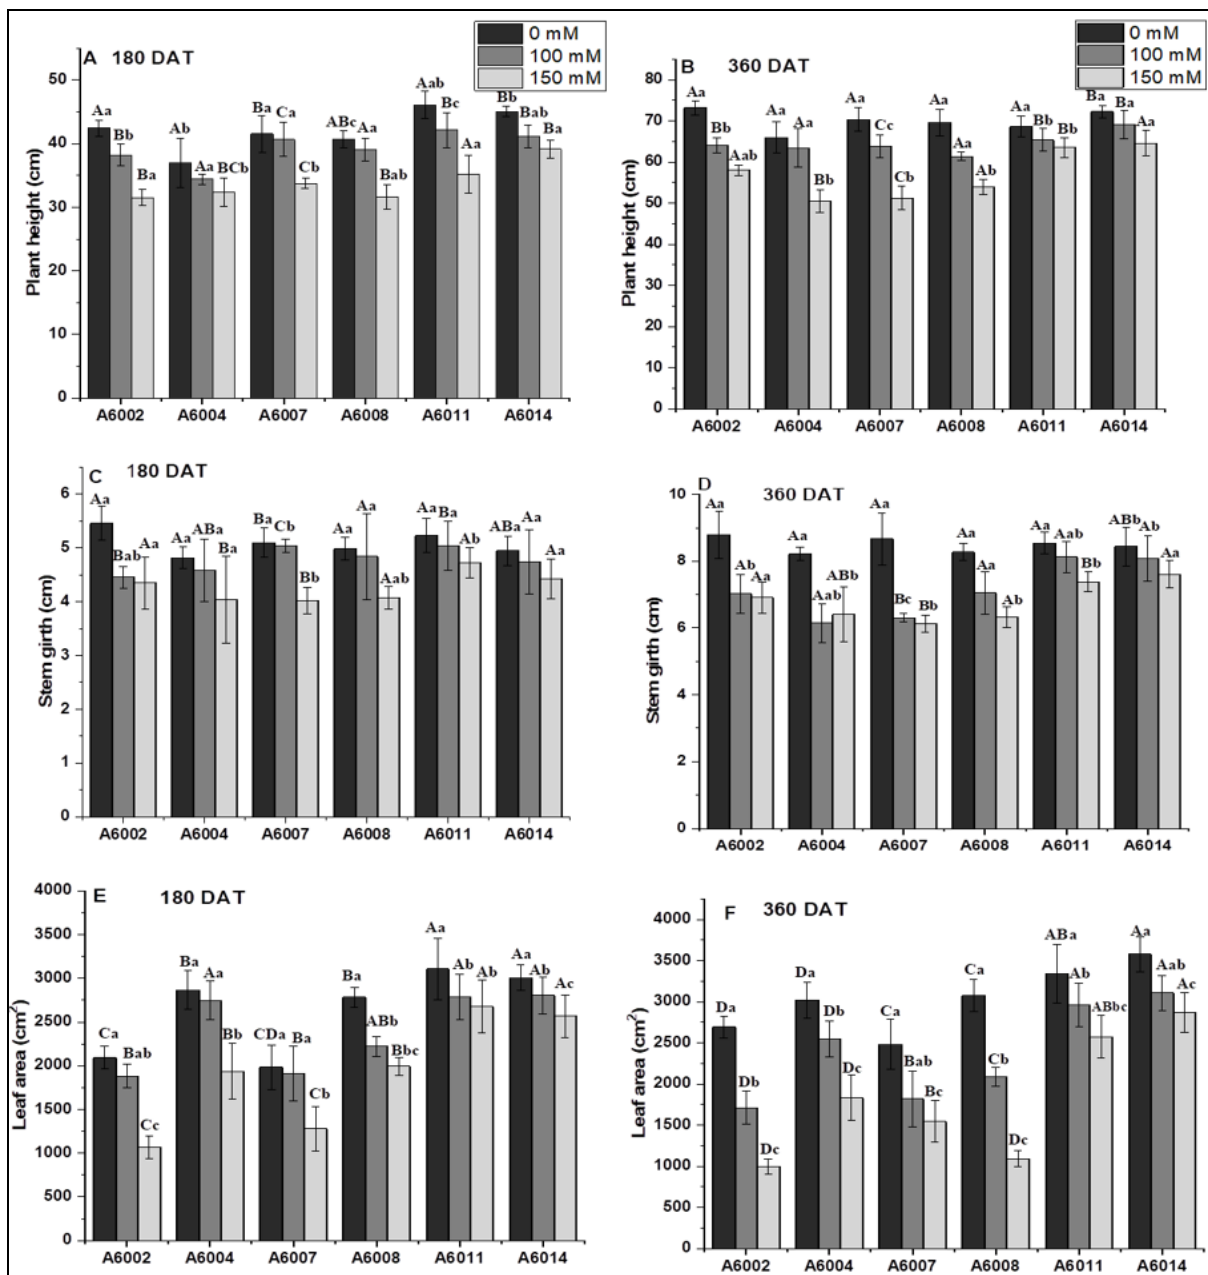 A 180 DAT
0 mM
100 mM
150 mM
Plant height (cm)
50
40
30
20
10
0
Aa Bb Ba
Ab Aa BCb
Ba Ca Cb
ABc Aa Bab
Aab Bc Aa
Bb Bab Ba
A6002 A6004 A6007 A6008 A6011 A6014
B 360 DAT
0 mM
100 mM
150 mM
Plant height (cm)
80
70
60
50
40
30
20
10
0
Aa Bb Aab
Aa Aa Bb
Aa Cc Cb
Aa Aa Ab
Aa Bb Bb
Ba Ba Aa
A6002 A6004 A6007 A6008 A6011 A6014
C 180 DAT
Stem girth (cm)
6
5
4
3
2
1
0
Aa Bab Aa
Aa ABa Ba
Ba Cb Bb
Aa Aa Aab
Aa Ba Ab
ABa Aa Aa
A6002 A6004 A6007 A6008 A6011 A6014
D 360 DAT
Stem girth (cm)
10
8
6
4
2
0
Aa Ab Aa
Aa Aab ABb
Aa Bc Bb
Aa Aa Ab
Aa Aab Bb
ABb Ab Aa
A6002 A6004 A6007 A6008 A6011 A6014
E 180 DAT
Leaf area (cm²)
4000
3500
3000
2500
2000
1500
1000
500
0
Ca Bab Cc
Ba Aa Bb
CDa Ba Cb
Ba ABb Bbc
Aa Ab Ab
Aa Ab Ac
A6002 A6004 A6007 A6008 A6011 A6014
F 360 DAT
Leaf area (cm²)
4000
3500
3000
2500
2000
1500
1000
500
0
Da Db Dc
Da Db Dc
Ca Bab Bc
Ca Cb Dc
ABa Ab ABbc
Aa Aab Ac
A6002 A6004 A6007 A6008 A6011 A6014